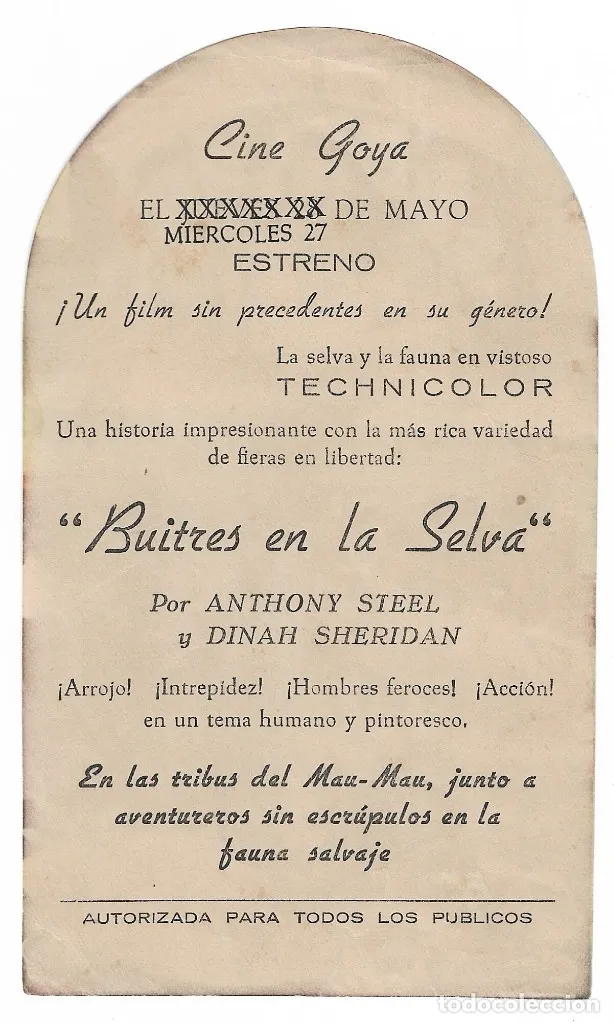 Cine Goya
EL JUEVES 28 DE MAYO
MIERCOLES 27
ESTRENO
¡Un film sin precedentes en su género!
La selva y la fauna en vistoso
TECHNICOLOR
Una historia impresionante con la más rica variedad
de fieras en libertad:
"Buitres en la Selva"
Por ANTHONY STEEL
y DINAH SHERIDAN
¡Arrojo! ¡Intrepidez! ¡Hombres feroces! ¡Acción!
en un tema humano y pintoresco.
En las tribus del Mau-Mau, junto a
aventureros sin escrúpulos en la
fauna salvaje
AUTORIZADA PARA TODOS LOS PUBLICOS
todocoleccion